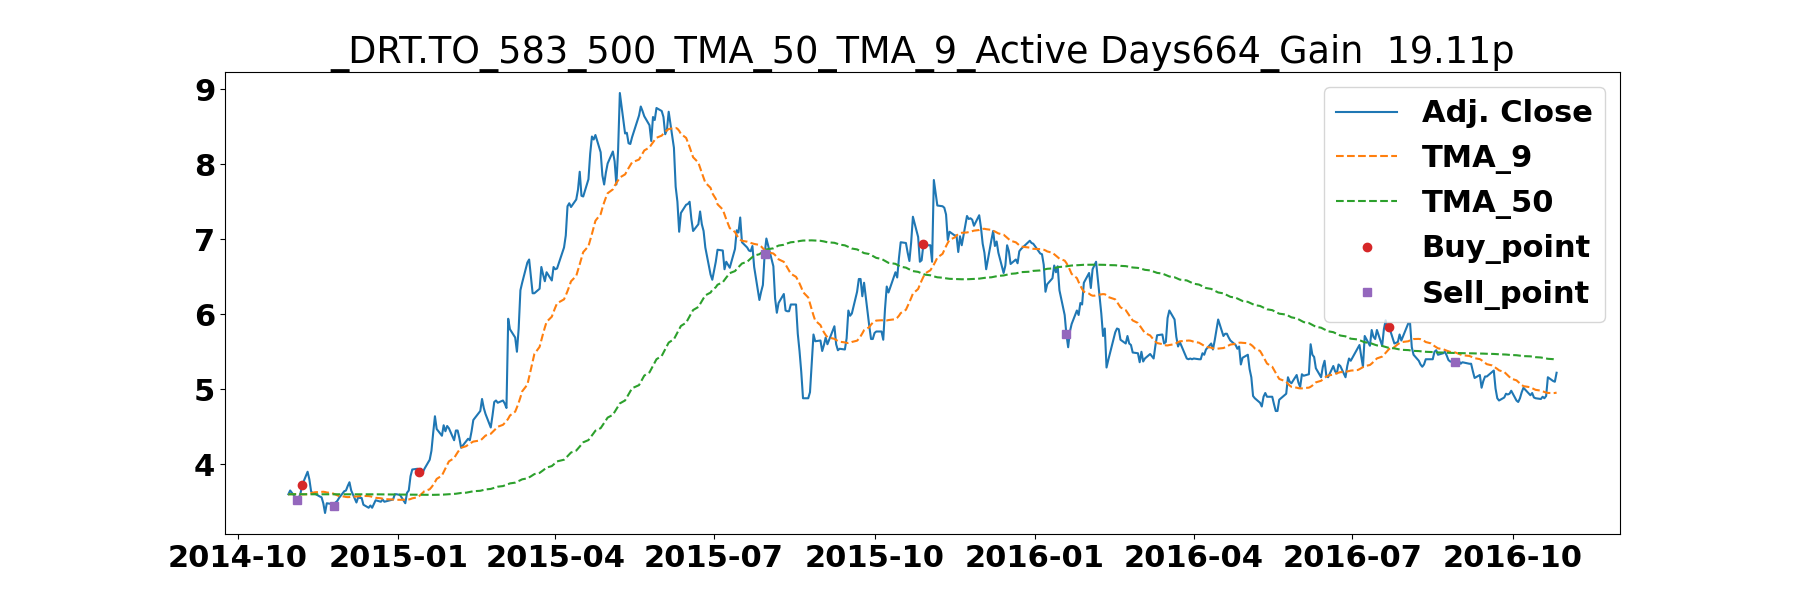 _DRT.TO_583_500_TMA_50_TMA_9_Active Days664_Gain  19.11p
9
8
7
6
5
4
Adj. Close
TMA_9
TMA_50
Buy_point
Sell_point
2014-10 2015-01 2015-04 2015-07 2015-10 2016-01 2016-04 2016-07 2016-10